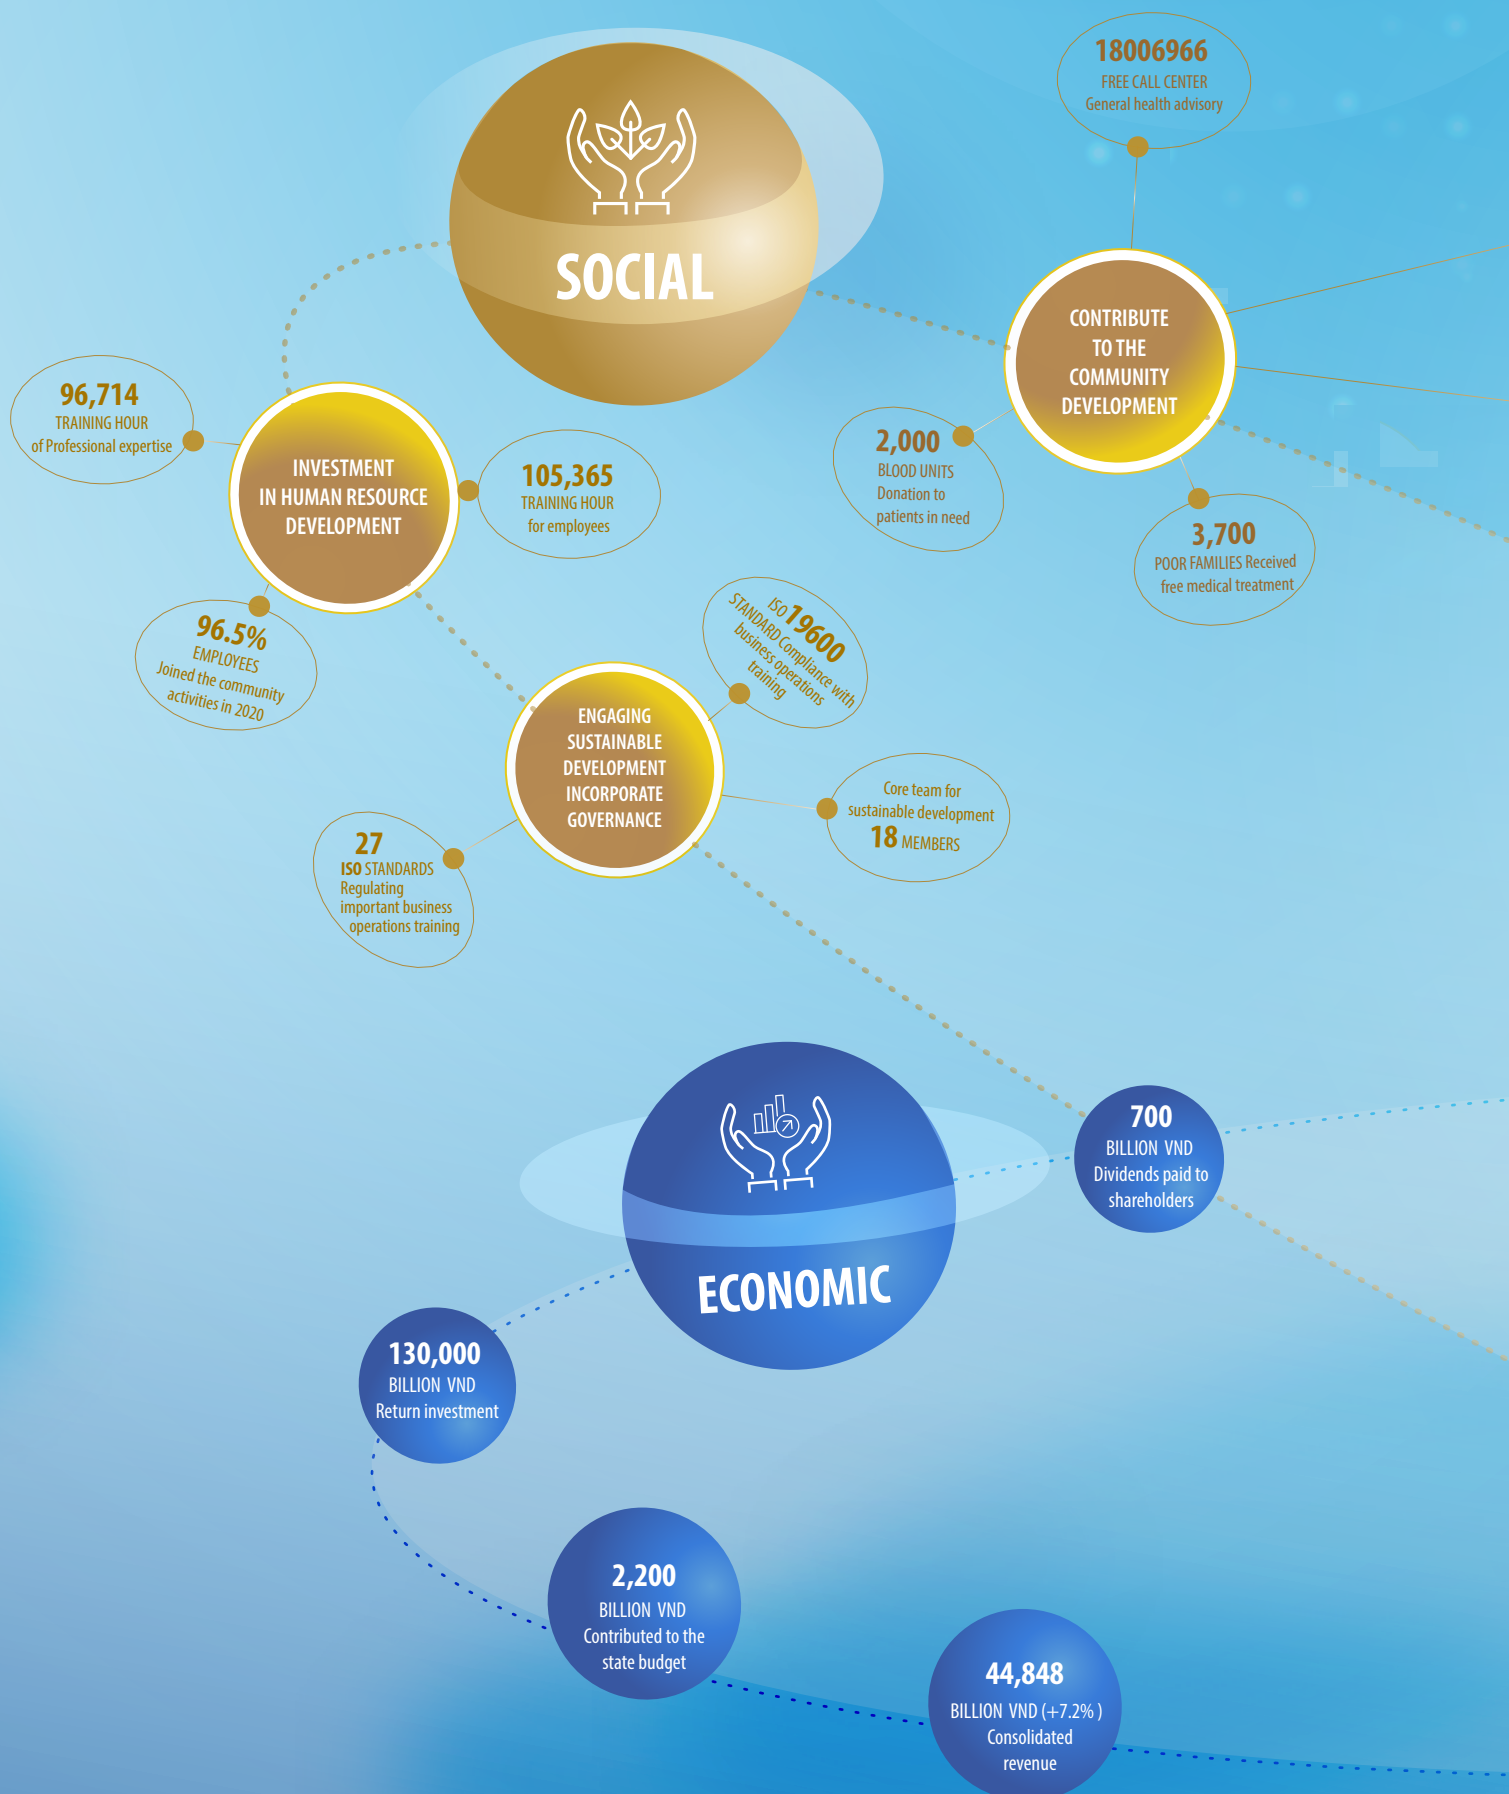 SOCIAL
18006966
FREE CALL CENTER
General health advisory
CONTRIBUTE
TO THE
COMMUNITY
DEVELOPMENT
2,000
BLOOD UNITS
Donation to
patients in need
3,700
POOR FAMILIES Received
free medical treatment
96,714
TRAINING HOUR
of Professional expertise
INVESTMENT
IN HUMAN RESOURCE
DEVELOPMENT
105,365
TRAINING HOUR
for employees
96.5%
EMPLOYEES
Joined the community
activities in 2020
ISO 19600
STANDARD Compliance with
business operations
training
ENGAGING
SUSTAINABLE
DEVELOPMENT
INCORPORATE
GOVERNANCE
Core team for
sustainable development
18 MEMBERS
27
ISO STANDARDS
Regulating
important business
operations training
ECONOMIC
700
BILLION VND
Dividends paid to
shareholders
130,000
BILLION VND
Return investment
2,200
BILLION VND
Contributed to the
state budget
44,848
BILLION VND (+7.2% )
Consolidated
revenue